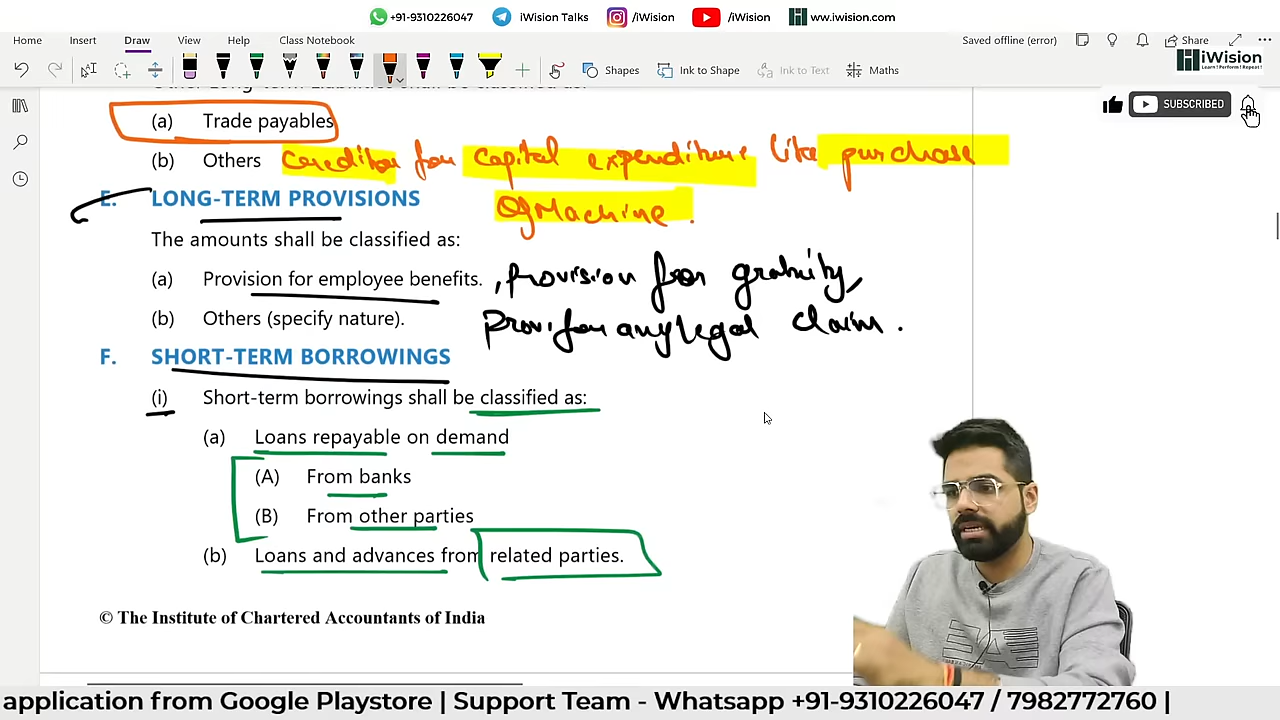 +91-9310226047 iWision Talks /iWision /iWision ww.iwision.com
Home Insert Draw View Help Class Notebook Saved offline (error) Share
Shapes Ink to Shape Ink to Text Maths
iWision
Learn ! Perform ! Repeat !
SUBSCRIBED
(a) Trade payables
(b) Others creditor for capital expenditure like purchase
Of Machine.
E. LONG-TERM PROVISIONS
The amounts shall be classified as:
(a) Provision for employee benefits. , provision for gratuity,
(b) Others (specify nature). provi. for any legal claim.
F. SHORT-TERM BORROWINGS
(i) Short-term borrowings shall be classified as:
(a) Loans repayable on demand
(A) From banks
(B) From other parties
(b) Loans and advances from related parties.
© The Institute of Chartered Accountants of India
application from Google Playstore | Support Team - Whatsapp +91-9310226047 / 7982772760 |